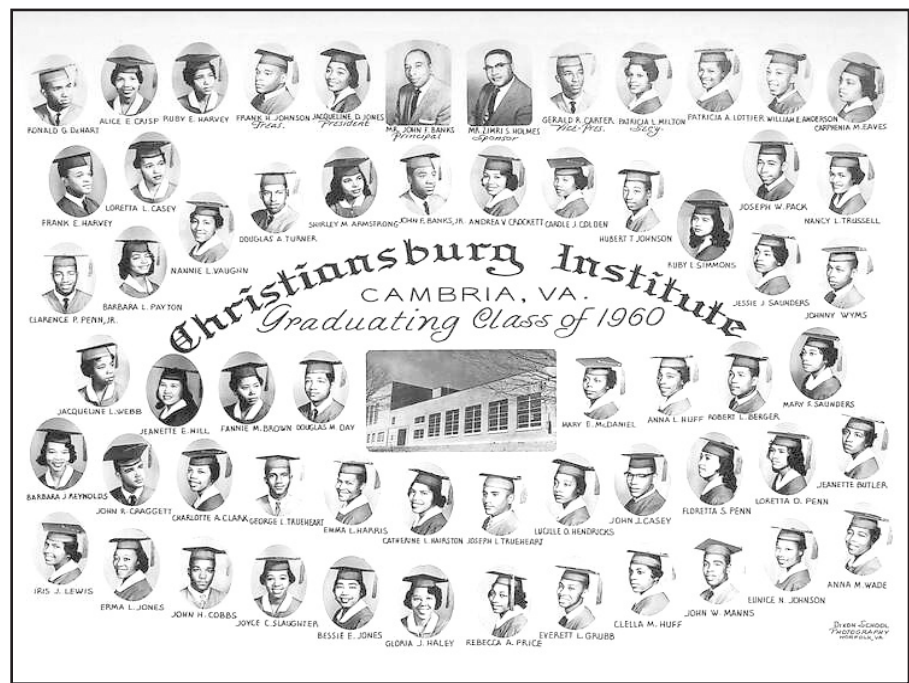 RONALD G. DEHART
ALICE E. CRISP
RUBY E. HARVEY
FRANK H. JOHNSON
Treas.
JACQUELINE D. JONES
President
MR. JOHN F. BANKS
Principal
MR. ZIMRI S. HOLMES
Sponsor
GERALD R. CARTER
Vice-Pres.
PATRICIA L. MILTON
Sec'y
PATRICIA A. LOTTIER
WILLIAM E. ANDERSON
CARPHENIA M. EAVES
FRANK E. HARVEY
LORETTA L. CASEY
NANNIE L. VAUGHN
DOUGLAS A. TURNER
SHIRLEY M. ARMSTRONG
JOHN F. BANKS, JR.
ANDREA V. CROCKETT
CAROLE J. COLDEN
HUBERT T. JOHNSON
RUBY I. SIMMONS
JOSEPH W. PACK
NANCY L. TRUSSELL
CLARENCE P. PENN, JR.
BARBARA L. PAYTON
JESSIE J. SAUNDERS
JOHNNY WYMS
Christiansburg Institute
CAMBRIA, VA.
Graduating Class of 1960
JACQUELINE L. WEBB
JEANETTE E. HILL
FANNIE M. BROWN
DOUGLAS M. DAY
MARY E. McDANIEL
ANNA L. HUFF
ROBERT L. BERGER
MARY F. SAUNDERS
BARBARA J. REYNOLDS
JOHN R. CRAGGETT
CHARLOTTE A. CLARK
GEORGE L. TRUEHEART
EMMA L. HARRIS
CATHERINE L. HAIRSTON
JOSEPH L. TRUEHEART
LUCILLE O. HENDRICKS
JOHN J. CASEY
FLORETTA S. PENN
LORETTA D. PENN
JEANETTE BUTLER
IRIS J. LEWIS
ERMA L. JONES
JOHN H. COBBS
JOYCE C. SLAUGHTER
BESSIE E. JONES
GLORIA J. HALEY
REBECCA A. PRICE
EVERETT L. GRUBB
CLELLA M. HUFF
JOHN W. MANNS
EUNICE N. JOHNSON
ANNA M. WADE
DIXON SCHOOL
PHOTOGRAPHY
NORFOLK, VA